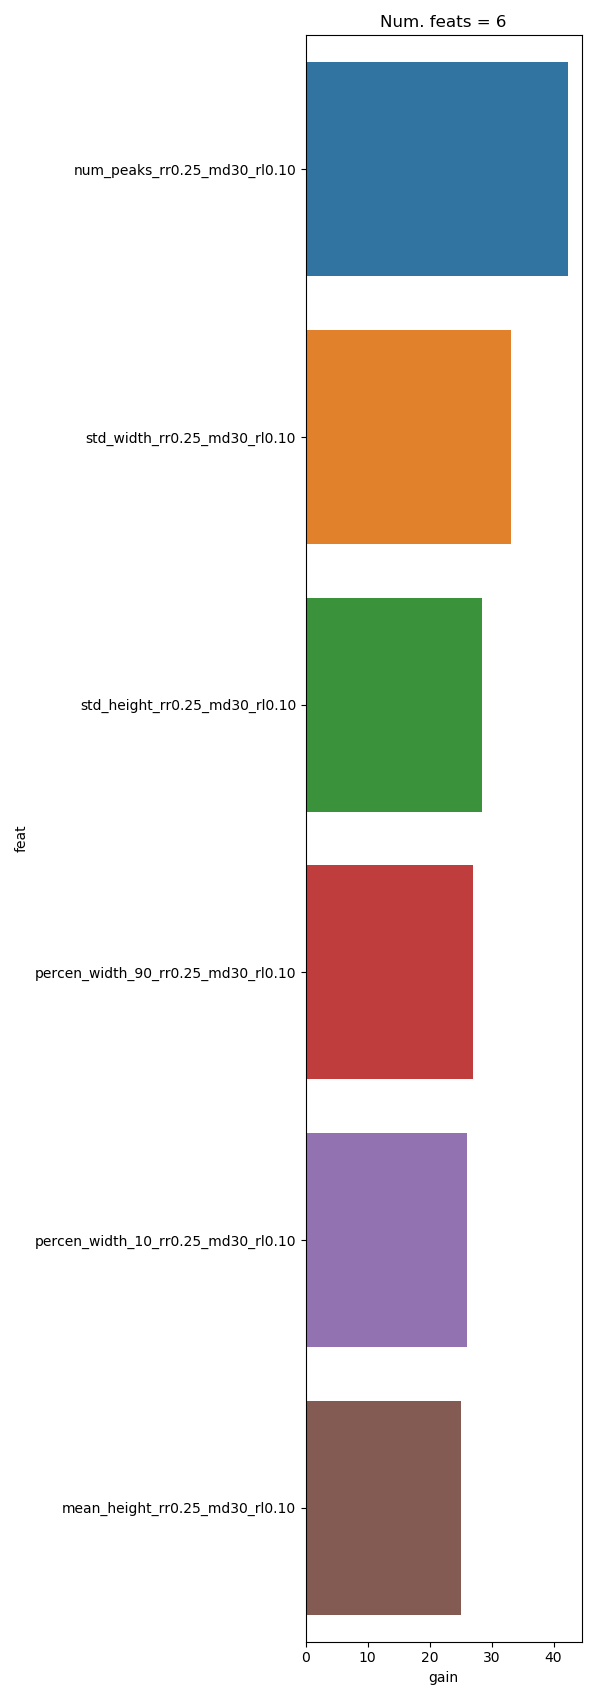 Num. feats = 6
num_peaks_rr0.25_md30_rl0.10
std_width_rr0.25_md30_rl0.10
std_height_rr0.25_md30_rl0.10
feat
percen_width_90_rr0.25_md30_rl0.10
percen_width_10_rr0.25_md30_rl0.10
mean_height_rr0.25_md30_rl0.10
0 10 20 30 40
gain